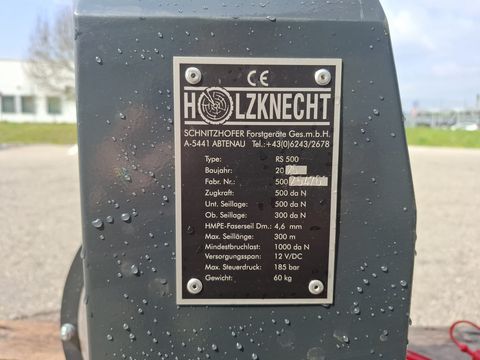 CE
HOLZKNECHT
SCHNITZHOFER Forstgeräte Ges.m.b.H.
A-5441 ABTENAU Tel.:+43(0)6243/2678
Type: RS 500
Baujahr: 20
Fabr. Nr.: 500
Zugkraft: 500 da N
Unt. Seillage: 500 da N
Ob. Seillage: 300 da N
HMPE-Faserseil Dm.: 4,6 mm
Max. Seillänge: 300 m
Mindestbruchlast: 1000 da N
Versorgungsspan: 12 V/DC
Max. Steuerdruck: 185 bar
Gewicht: 60 kg